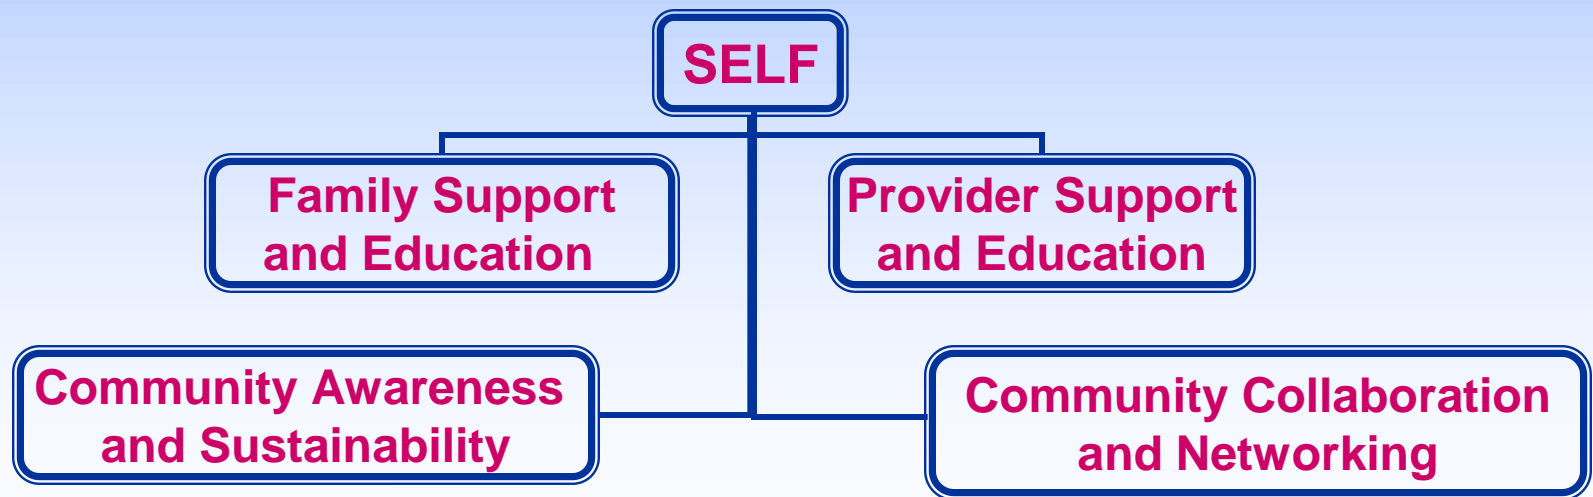 SELF
Family Support
and Education
Provider Support
and Education
Community Awareness
and Sustainability
Community Collaboration
and Networking